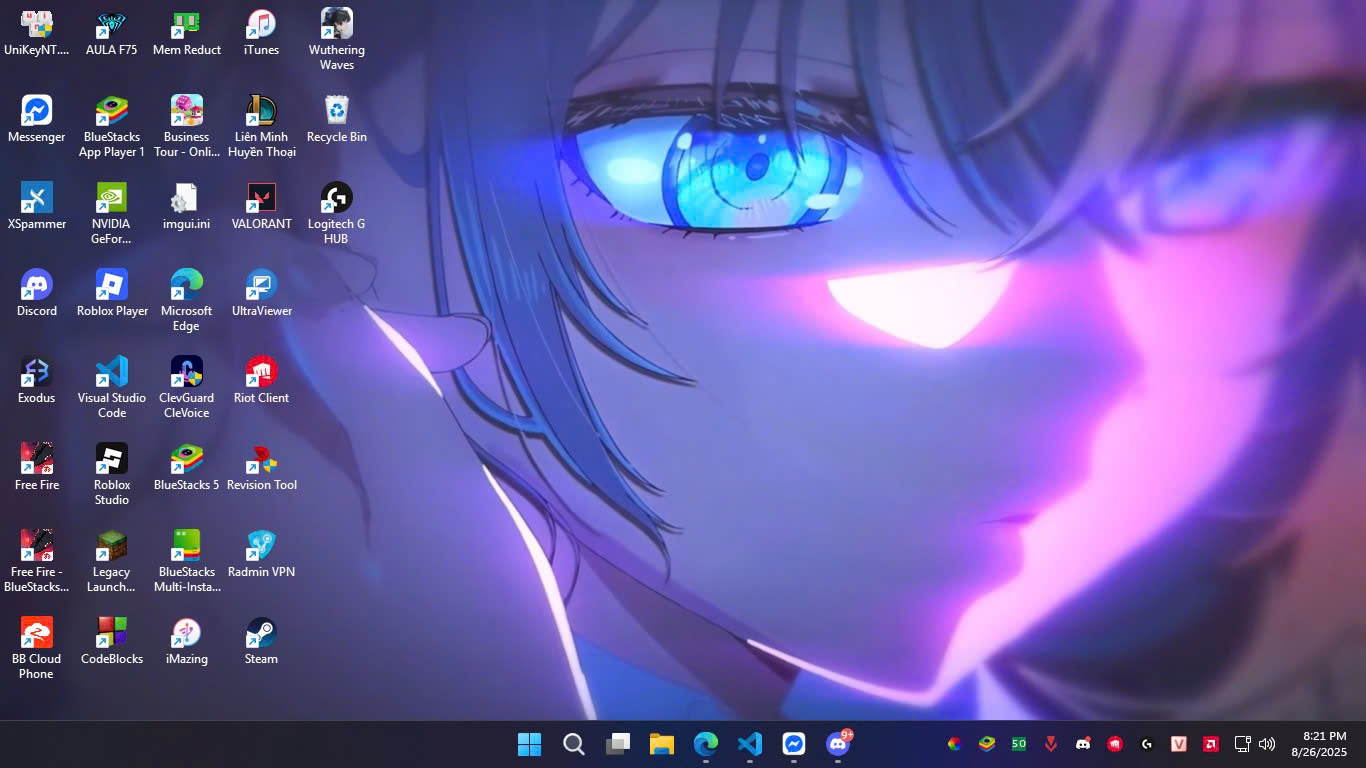 UniKeyNT....
AULA F75
Mem Reduct
iTunes
Wuthering
Waves
Messenger
BlueStacks
App Player 1
Business
Tour - Onli...
Liên Minh
Huyền Thoại
Recycle Bin
XSpammer
NVIDIA
GeFor...
imgui.ini
VALORANT
Logitech G
HUB
Discord
Roblox Player
Microsoft
Edge
UltraViewer
Exodus
Visual Studio
Code
ClevGuard
CleVoice
Riot Client
Free Fire
Roblox
Studio
BlueStacks 5
Revision Tool
Free Fire -
BlueStacks...
Legacy
Launch...
BlueStacks
Multi-Insta...
Radmin VPN
BB Cloud
Phone
CodeBlocks
iMazing
Steam
9+
50
V
8:21 PM
8/26/2025